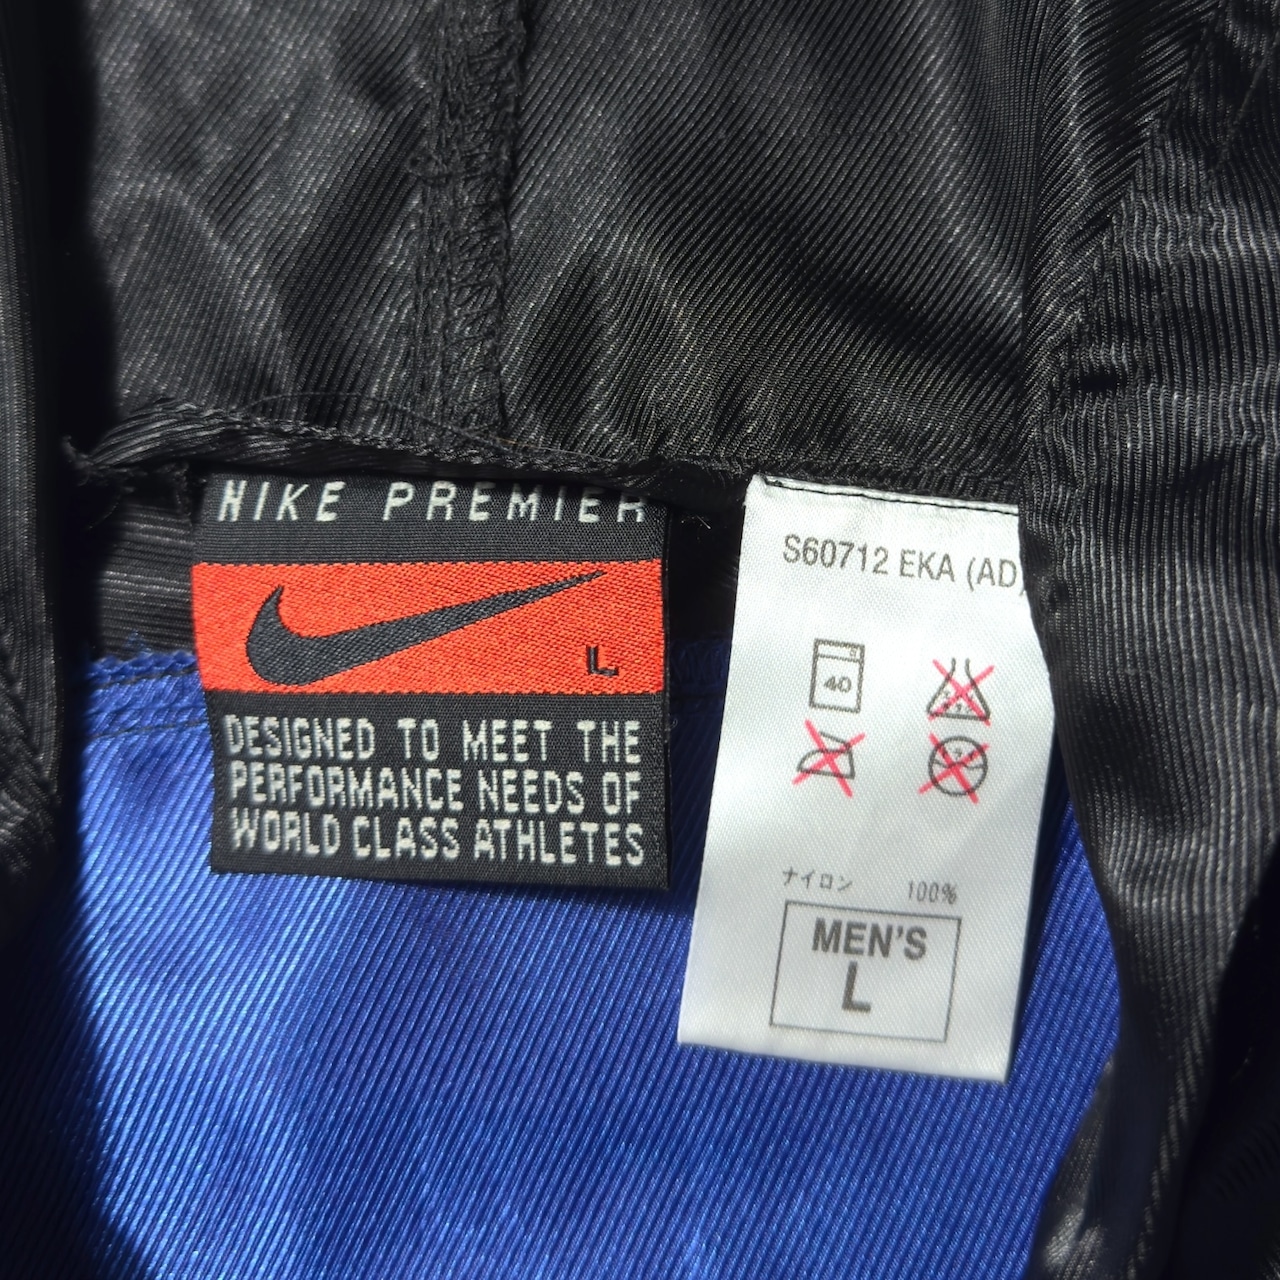 NIKE PREMIER
L
DESIGNED TO MEET THE
PERFORMANCE NEEDS OF
WORLD CLASS ATHLETES
S60712 EKA (AD)
40
ナイロン 100%
MEN'S
L